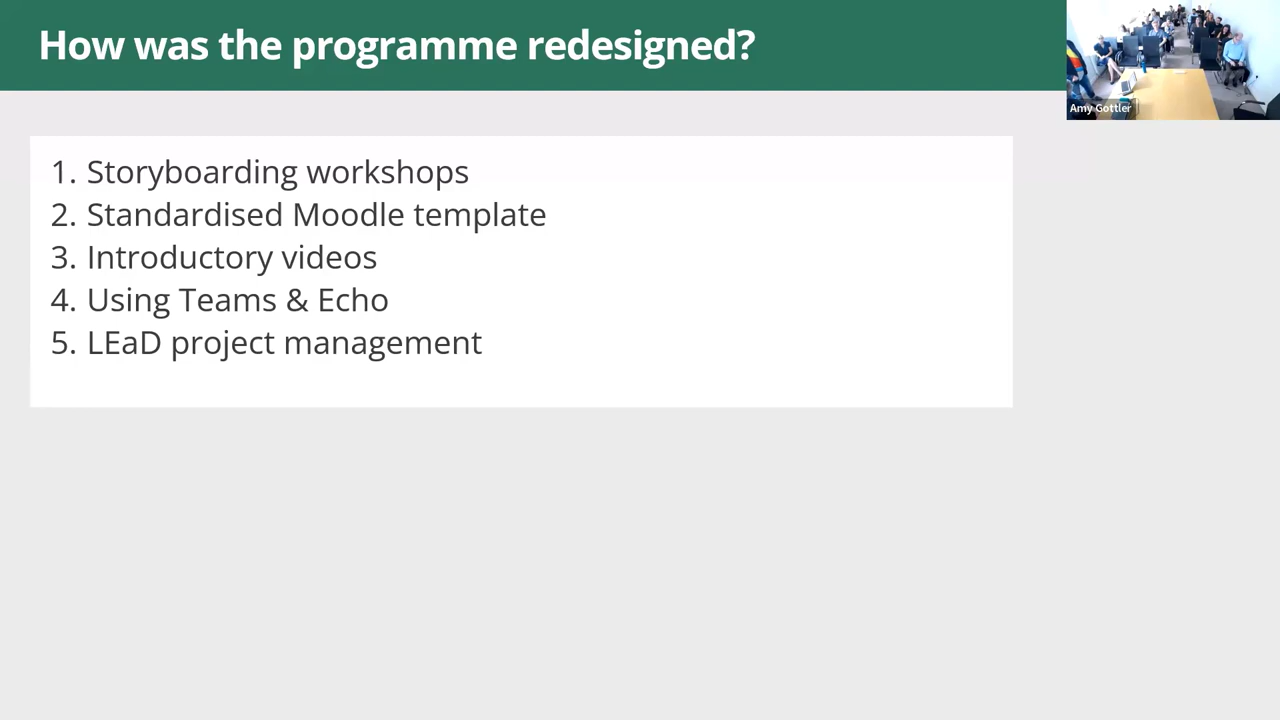 How was the programme redesigned?
Amy Gottler
1. Storyboarding workshops
2. Standardised Moodle template
3. Introductory videos
4. Using Teams & Echo
5. LEaD project management